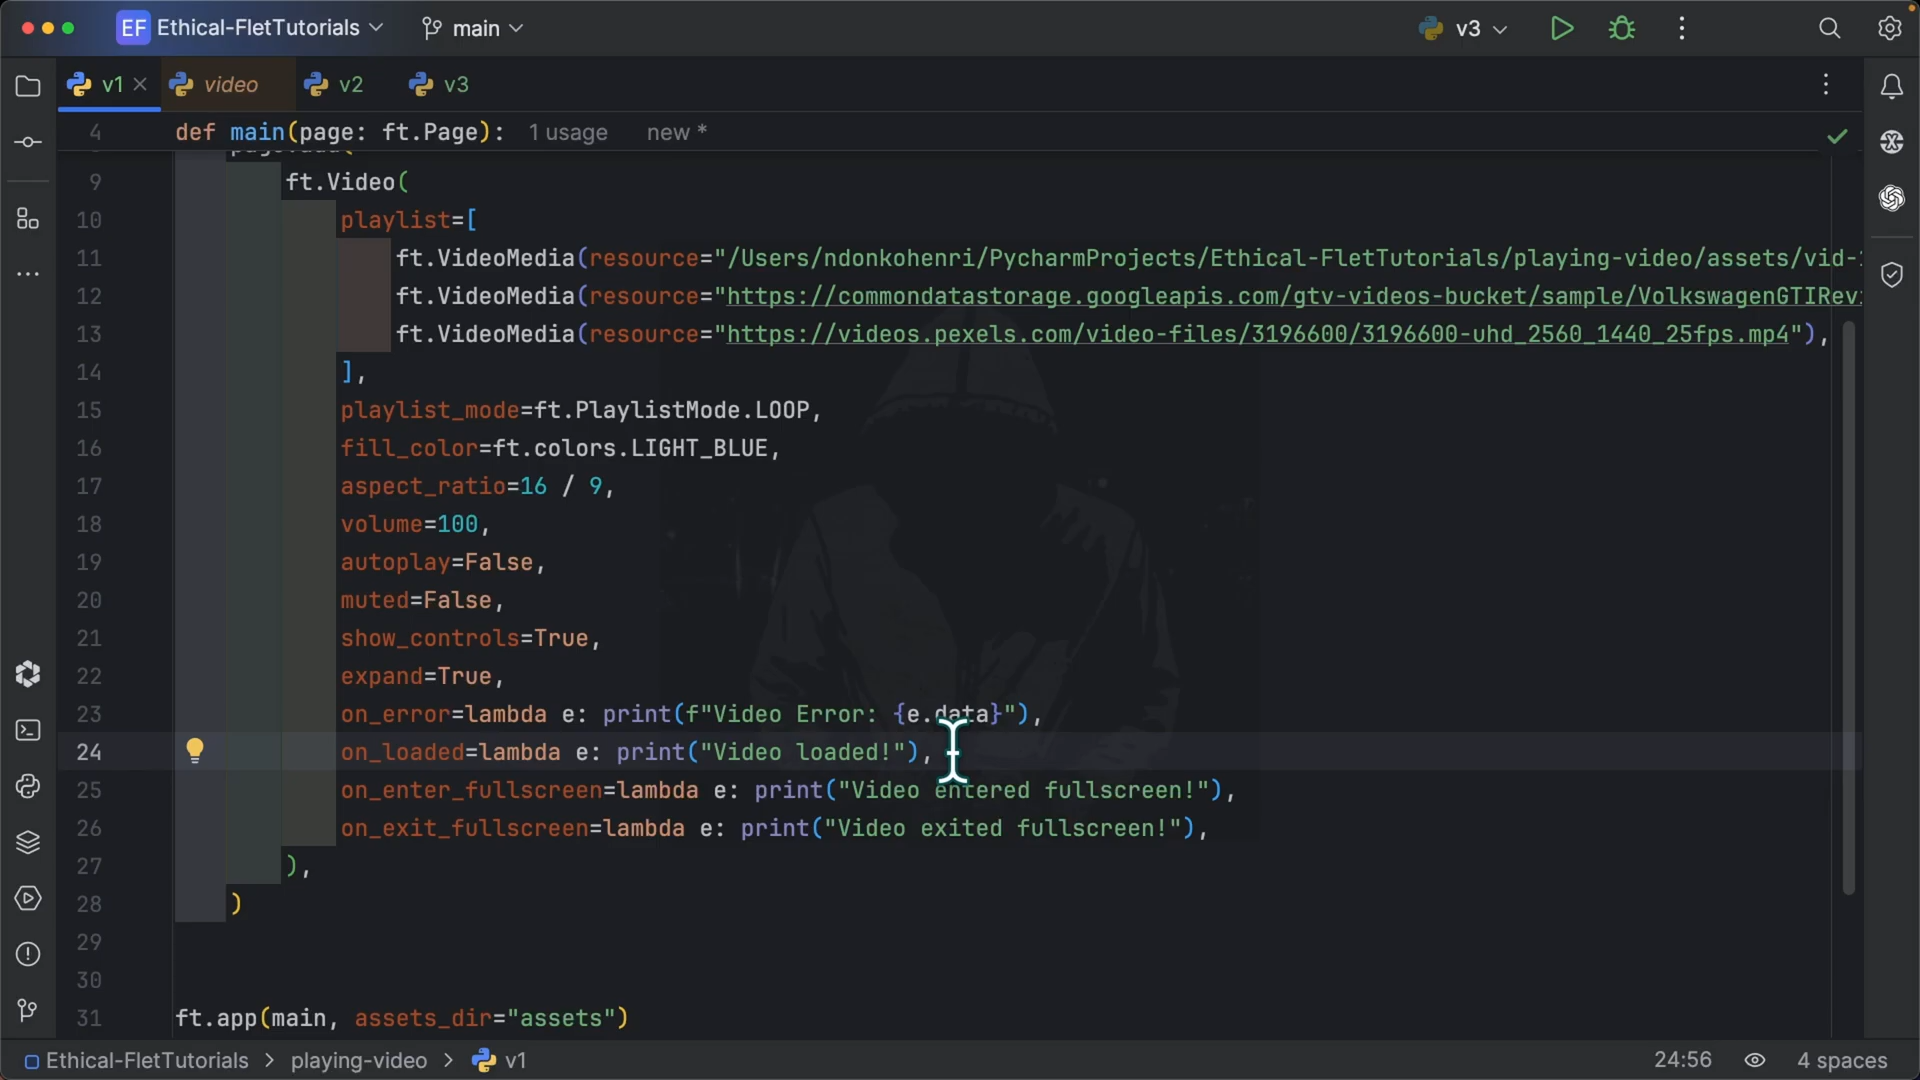 EF Ethical-FletTutorials main v3
v1 video v2 v3
4 def main(page: ft.Page): 1 usage new *
9 ft.Video(
10 playlist=[
11 ft.VideoMedia(resource="/Users/ndonkohenri/PycharmProjects/Ethical-FletTutorials/playing-video/assets/vid-
12 ft.VideoMedia(resource="https://commondatastorage.googleapis.com/gtv-videos-bucket/sample/VolkswagenGTIRevi
13 ft.VideoMedia(resource="https://videos.pexels.com/video-files/3196600/3196600-uhd_2560_1440_25fps.mp4"),
14 ],
15 playlist_mode=ft.PlaylistMode.LOOP,
16 fill_color=ft.colors.LIGHT_BLUE,
17 aspect_ratio=16 / 9,
18 volume=100,
19 autoplay=False,
20 muted=False,
21 show_controls=True,
22 expand=True,
23 on_error=lambda e: print(f"Video Error: {e.data}"),
24 on_loaded=lambda e: print("Video loaded!"),
25 on_enter_fullscreen=lambda e: print("Video entered fullscreen!"),
26 on_exit_fullscreen=lambda e: print("Video exited fullscreen!"),
27 ),
28 )
29
30
31 ft.app(main, assets_dir="assets")
Ethical-FletTutorials > playing-video > v1 24:56 4 spaces